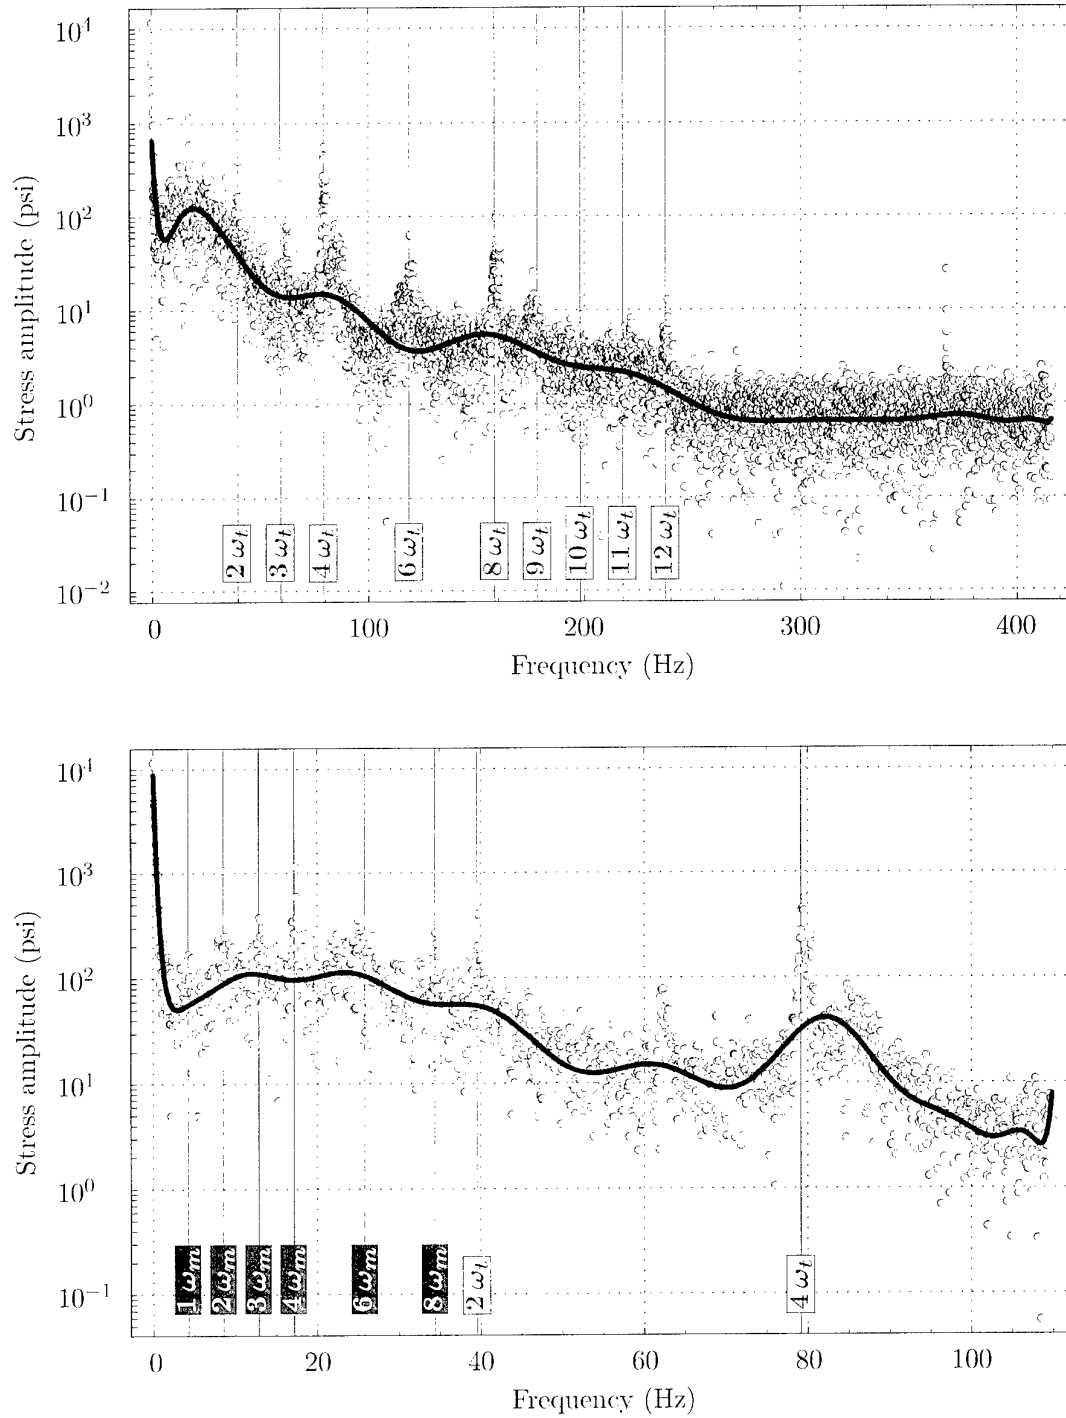 Stress amplitude (psi)
10^4
10^3
10^2
10^1
10^0
10^-1
10^-2
2 ω_t
3 ω_t
4 ω_t
6 ω_t
8 ω_t
9 ω_t
10 ω_t
11 ω_t
12 ω_t
0 100 200 300 400
Frequency (Hz)
Stress amplitude (psi)
10^4
10^3
10^2
10^1
10^0
10^-1
1 ω_m
2 ω_m
3 ω_m
4 ω_m
6 ω_m
8 ω_m
2 ω_t
4 ω_t
0 20 40 60 80 100
Frequency (Hz)